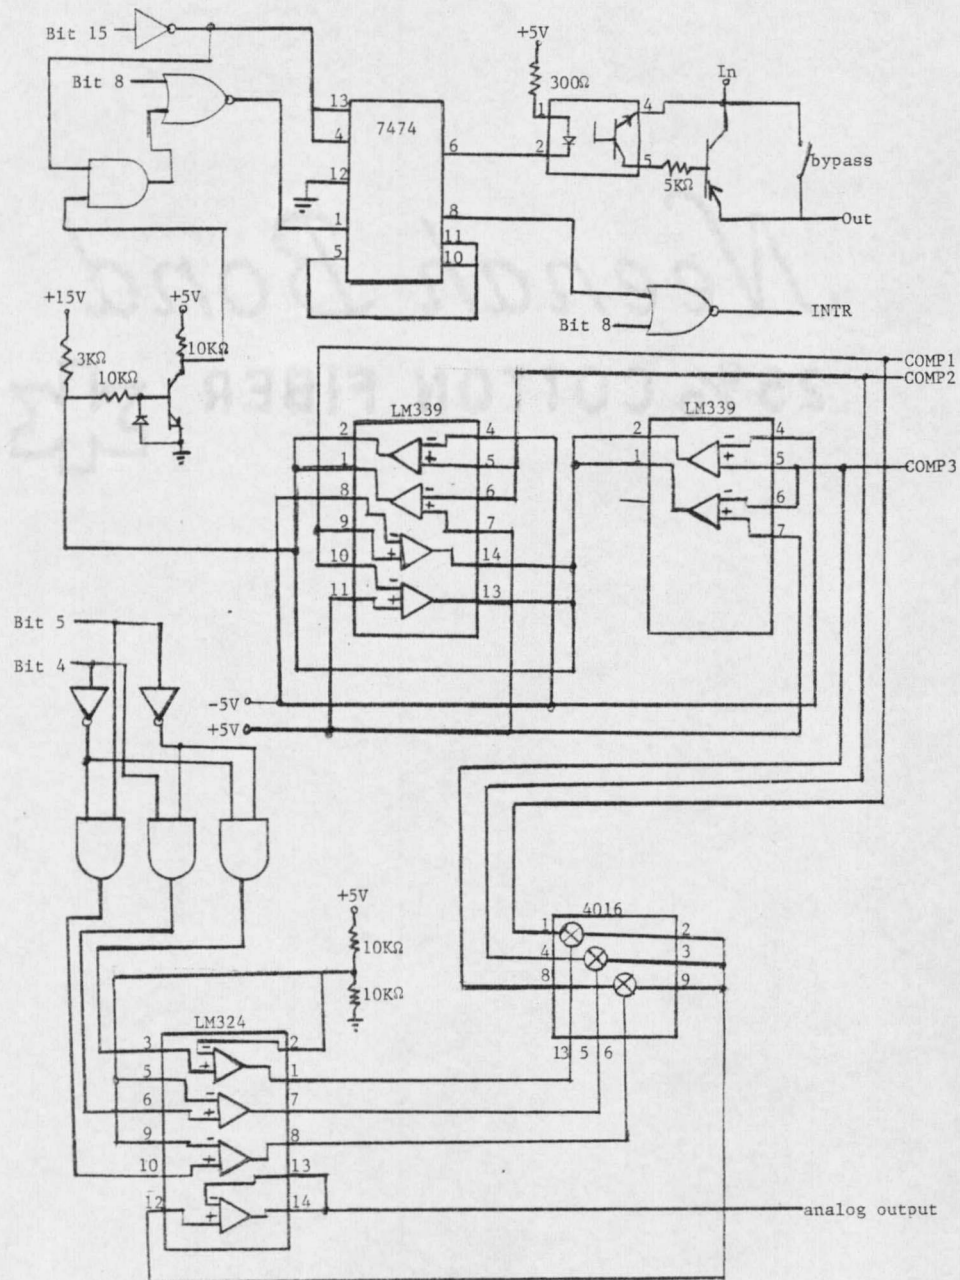 Bit 15
Bit 8
+5V
300Ω
In
13
4
7474
12
1
5
6
8
11
10
1
2
4
5
5KΩ
bypass
Out
Bit 8
INTR
+15V
+5V
3KΩ
10KΩ
10KΩ
COMP1
COMP2
COMP3
LM339
2
1
8
9
10
11
4
5
6
7
14
13
LM339
2
1
4
5
6
7
Bit 5
Bit 4
-5V
+5V
+5V
10KΩ
10KΩ
4016
1
4
8
2
3
9
13 5 6
LM324
3
5
6
9
10
12
2
1
7
8
13
14
analog output